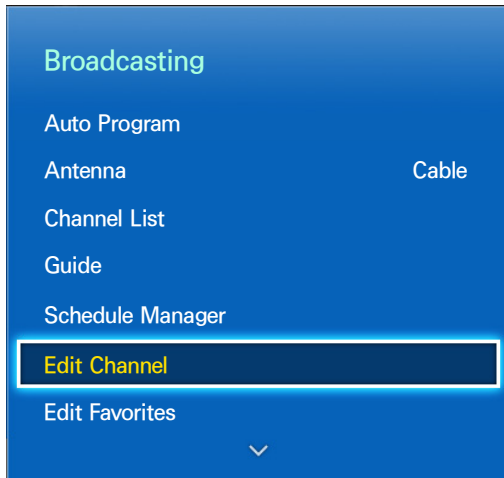 Broadcasting
Auto Program
Antenna Cable
Channel List
Guide
Schedule Manager
Edit Channel
Edit Favorites